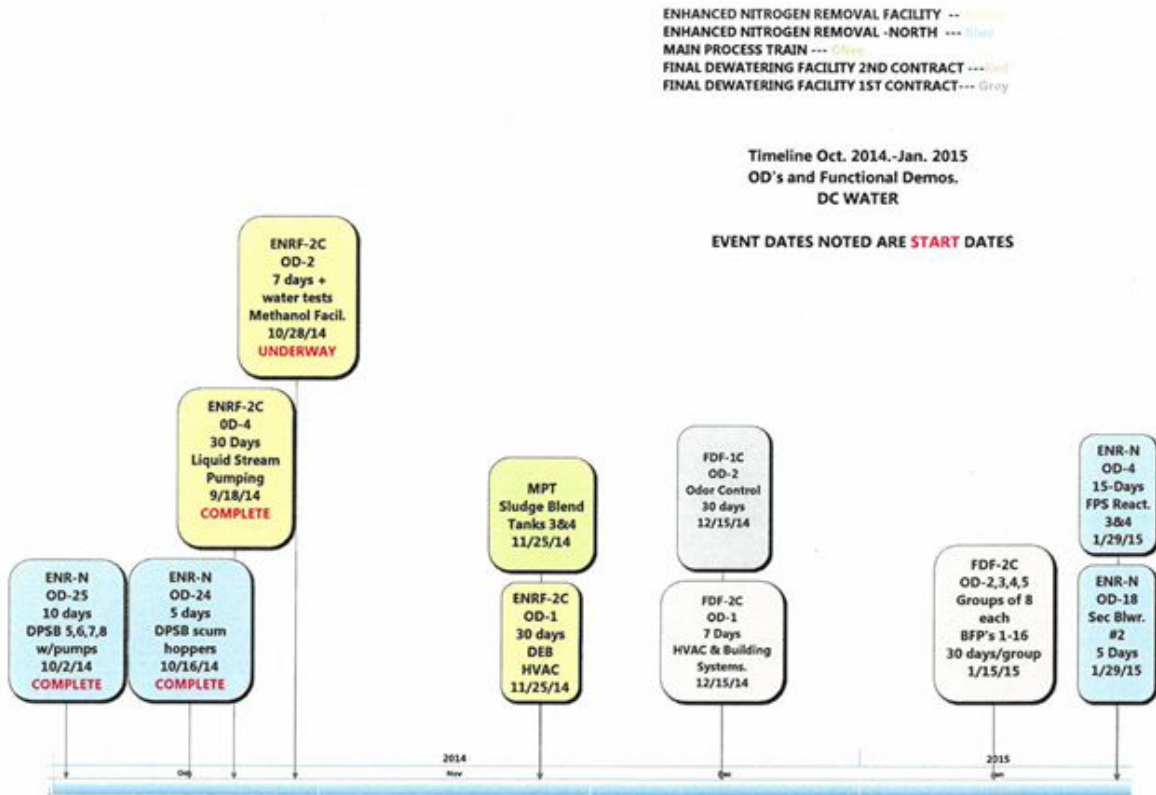 ENHANCED NITROGEN REMOVAL FACILITY --
ENHANCED NITROGEN REMOVAL -NORTH --- Blue
MAIN PROCESS TRAIN --- Olive
FINAL DEWATERING FACILITY 2ND CONTRACT ---Red
FINAL DEWATERING FACILITY 1ST CONTRACT--- Grey
Timeline Oct. 2014.-Jan. 2015
OD's and Functional Demos.
DC WATER
EVENT DATES NOTED ARE START DATES
ENRF-2C
OD-2
7 days +
water tests
Methanol Facil.
10/28/14
UNDERWAY
ENRF-2C
0D-4
30 Days
Liquid Stream
Pumping
9/18/14
COMPLETE
ENR-N
OD-25
10 days
DPSB 5,6,7,8
w/pumps
10/2/14
COMPLETE
ENR-N
OD-24
5 days
DPSB scum
hoppers
10/16/14
COMPLETE
MPT
Sludge Blend
Tanks 3&4
11/25/14
ENRF-2C
OD-1
30 days
DEB
HVAC
11/25/14
FDF-1C
OD-2
Odor Control
30 days
12/15/14
FDF-2C
OD-1
7 Days
HVAC & Building
Systems.
12/15/14
FDF-2C
OD-2,3,4,5
Groups of 8
each
BFP's 1-16
30 days/group
1/15/15
ENR-N
OD-4
15-Days
FPS React.
3&4
1/29/15
ENR-N
OD-18
Sec Blwr.
#2
5 Days
1/29/15
2014
2015
Oct
Nov
Dec
Jan